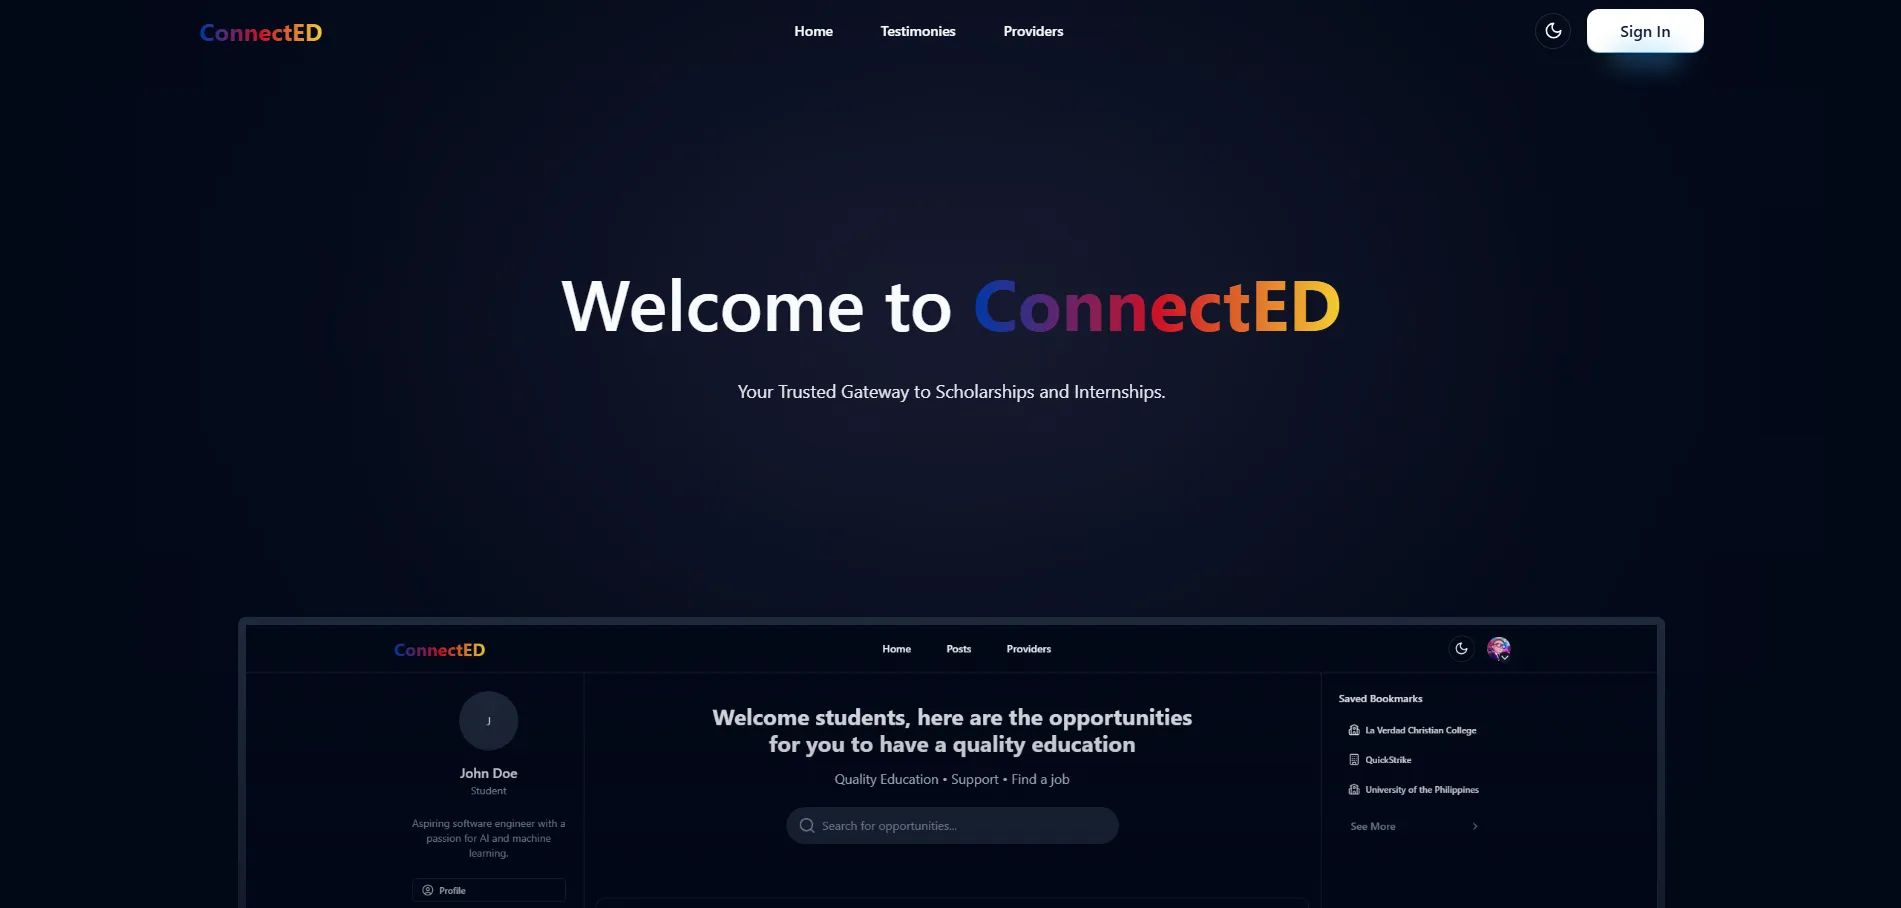 ConnectED
Home
Testimonies
Providers
Sign In
Welcome to ConnectED
Your Trusted Gateway to Scholarships and Internships.
ConnectED
Home
Posts
Providers
J
John Doe
Student
Aspiring software engineer with a
passion for AI and machine
learning.
Profile
Welcome students, here are the opportunities
for you to have a quality education
Quality Education • Support • Find a job
Search for opportunities...
Saved Bookmarks
La Verdad Christian College
QuickStrike
University of the Philippines
See More